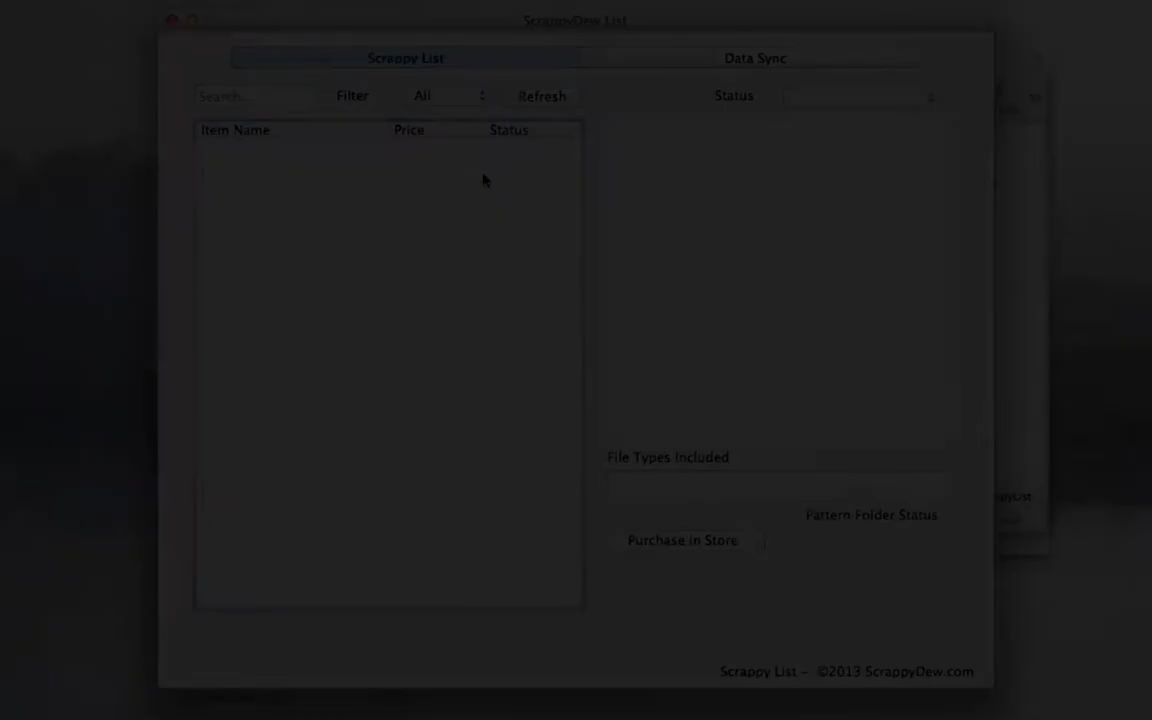 ScrappyDew List
Scrappy List
Data Sync
Search...
Filter
All
Refresh
Status
Item Name
Price
Status
File Types Included
Pattern Folder Status
Purchase in Store
Scrappy List - ©2013 ScrappyDew.com